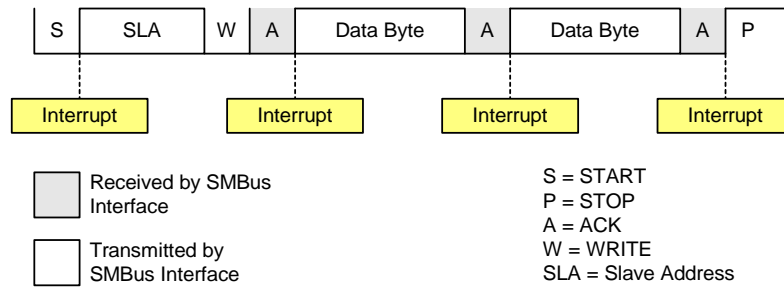 S SLA W A Data Byte A Data Byte A P
Interrupt Interrupt Interrupt Interrupt
Received by SMBus
Interface
Transmitted by
SMBus Interface
S = START
P = STOP
A = ACK
W = WRITE
SLA = Slave Address